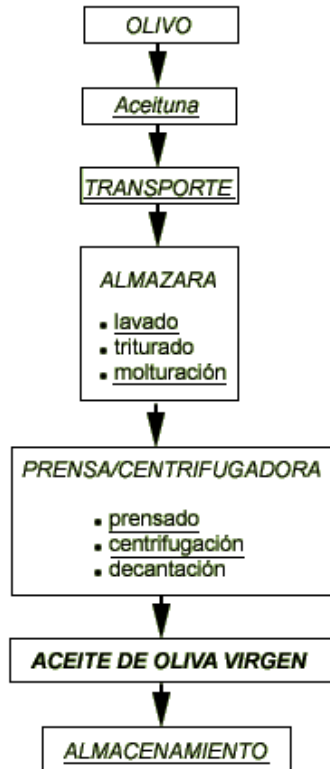 OLIVO
Aceituna
TRANSPORTE
ALMAZARA
▪ lavado
▪ triturado
▪ molturación
PRENSA/CENTRIFUGADORA
▪ prensado
▪ centrifugación
▪ decantación
ACEITE DE OLIVA VIRGEN
ALMACENAMIENTO